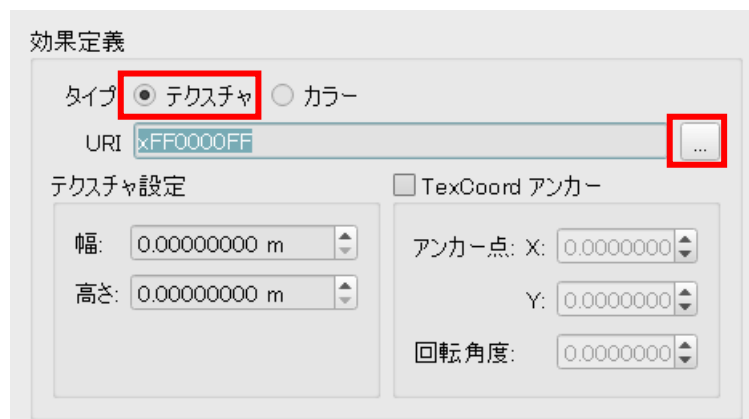 効果定義
タイプ テクスチャ カラー
URI xFF0000FF ...
テクスチャ設定
幅: 0.00000000 m
高さ: 0.00000000 m
TexCoord アンカー
アンカー点: X: 0.0000000
Y: 0.0000000
回転角度: 0.0000000